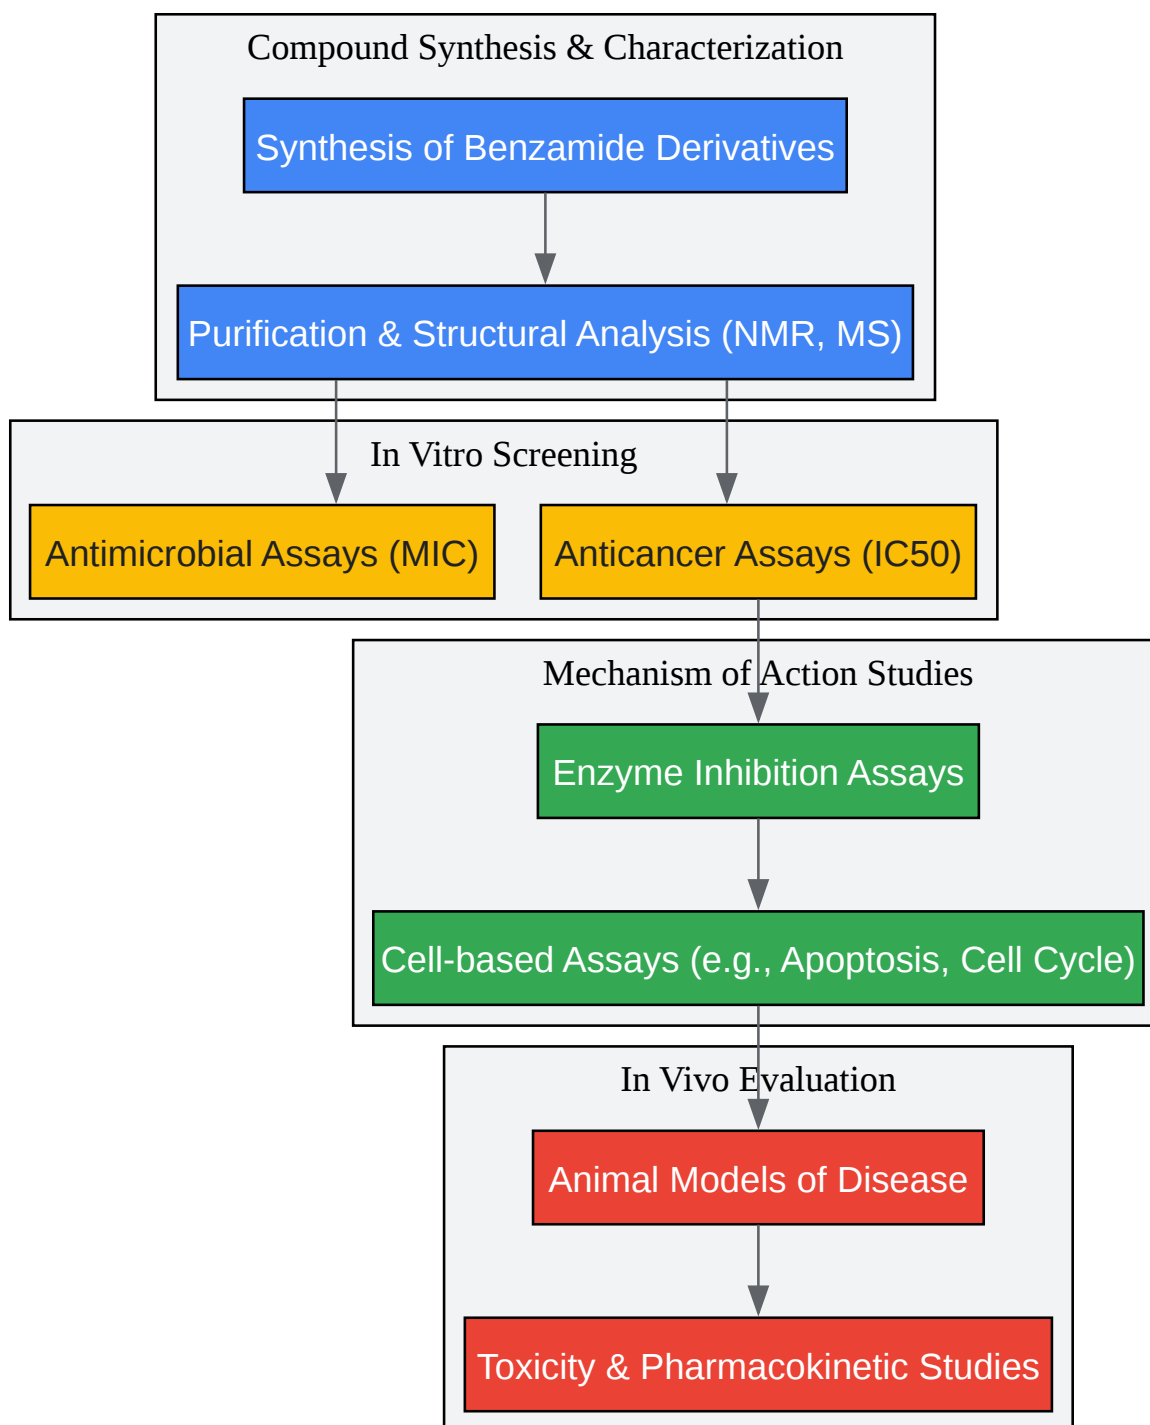 Compound Synthesis & Characterization
Synthesis of Benzamide Derivatives
Purification & Structural Analysis (NMR, MS)
In Vitro Screening
Antimicrobial Assays (MIC)
Anticancer Assays (IC50)
Mechanism of Action Studies
Enzyme Inhibition Assays
Cell-based Assays (e.g., Apoptosis, Cell Cycle)
In Vivo Evaluation
Animal Models of Disease
Toxicity & Pharmacokinetic Studies